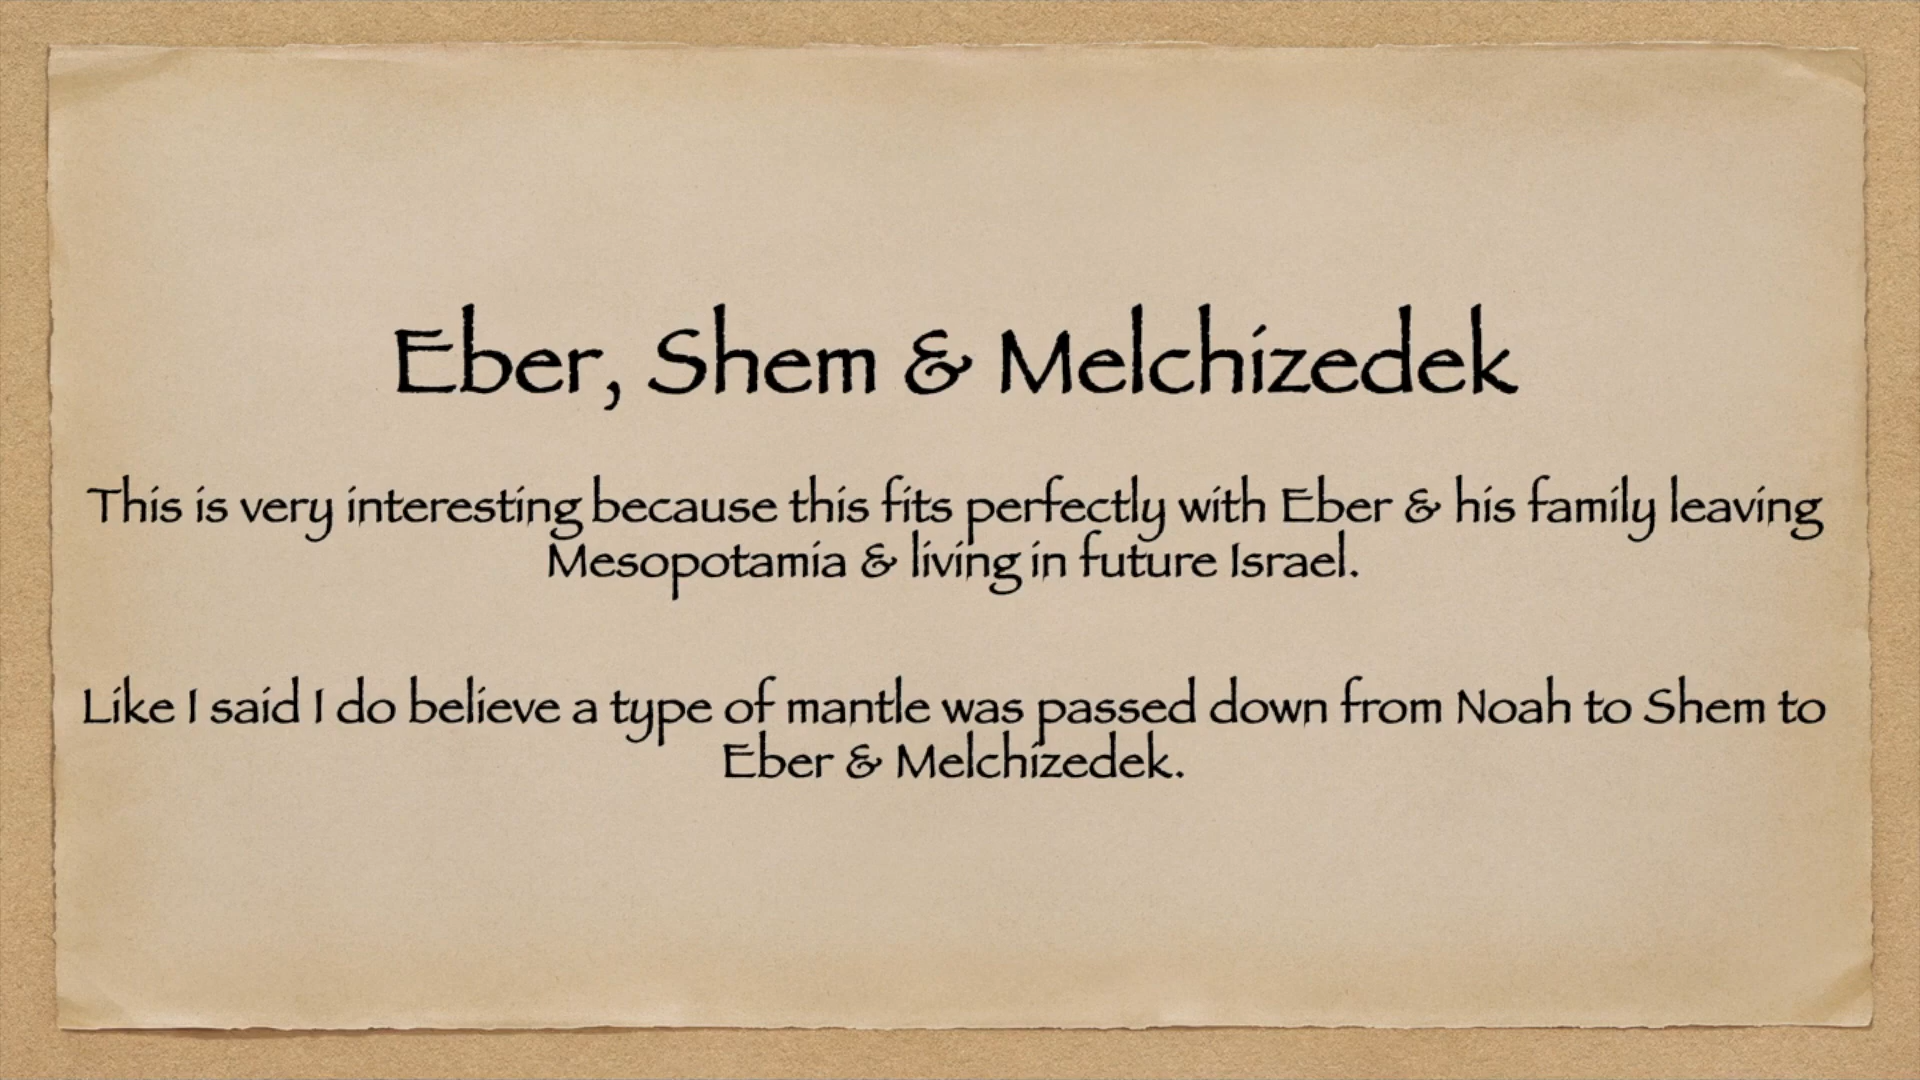 Eber, Shem & Melchizedek
This is very interesting because this fits perfectly with Eber & his family leaving
Mesopotamia & living in future Israel.
Like I said I do believe a type of mantle was passed down from Noah to Shem to
Eber & Melchizedek.